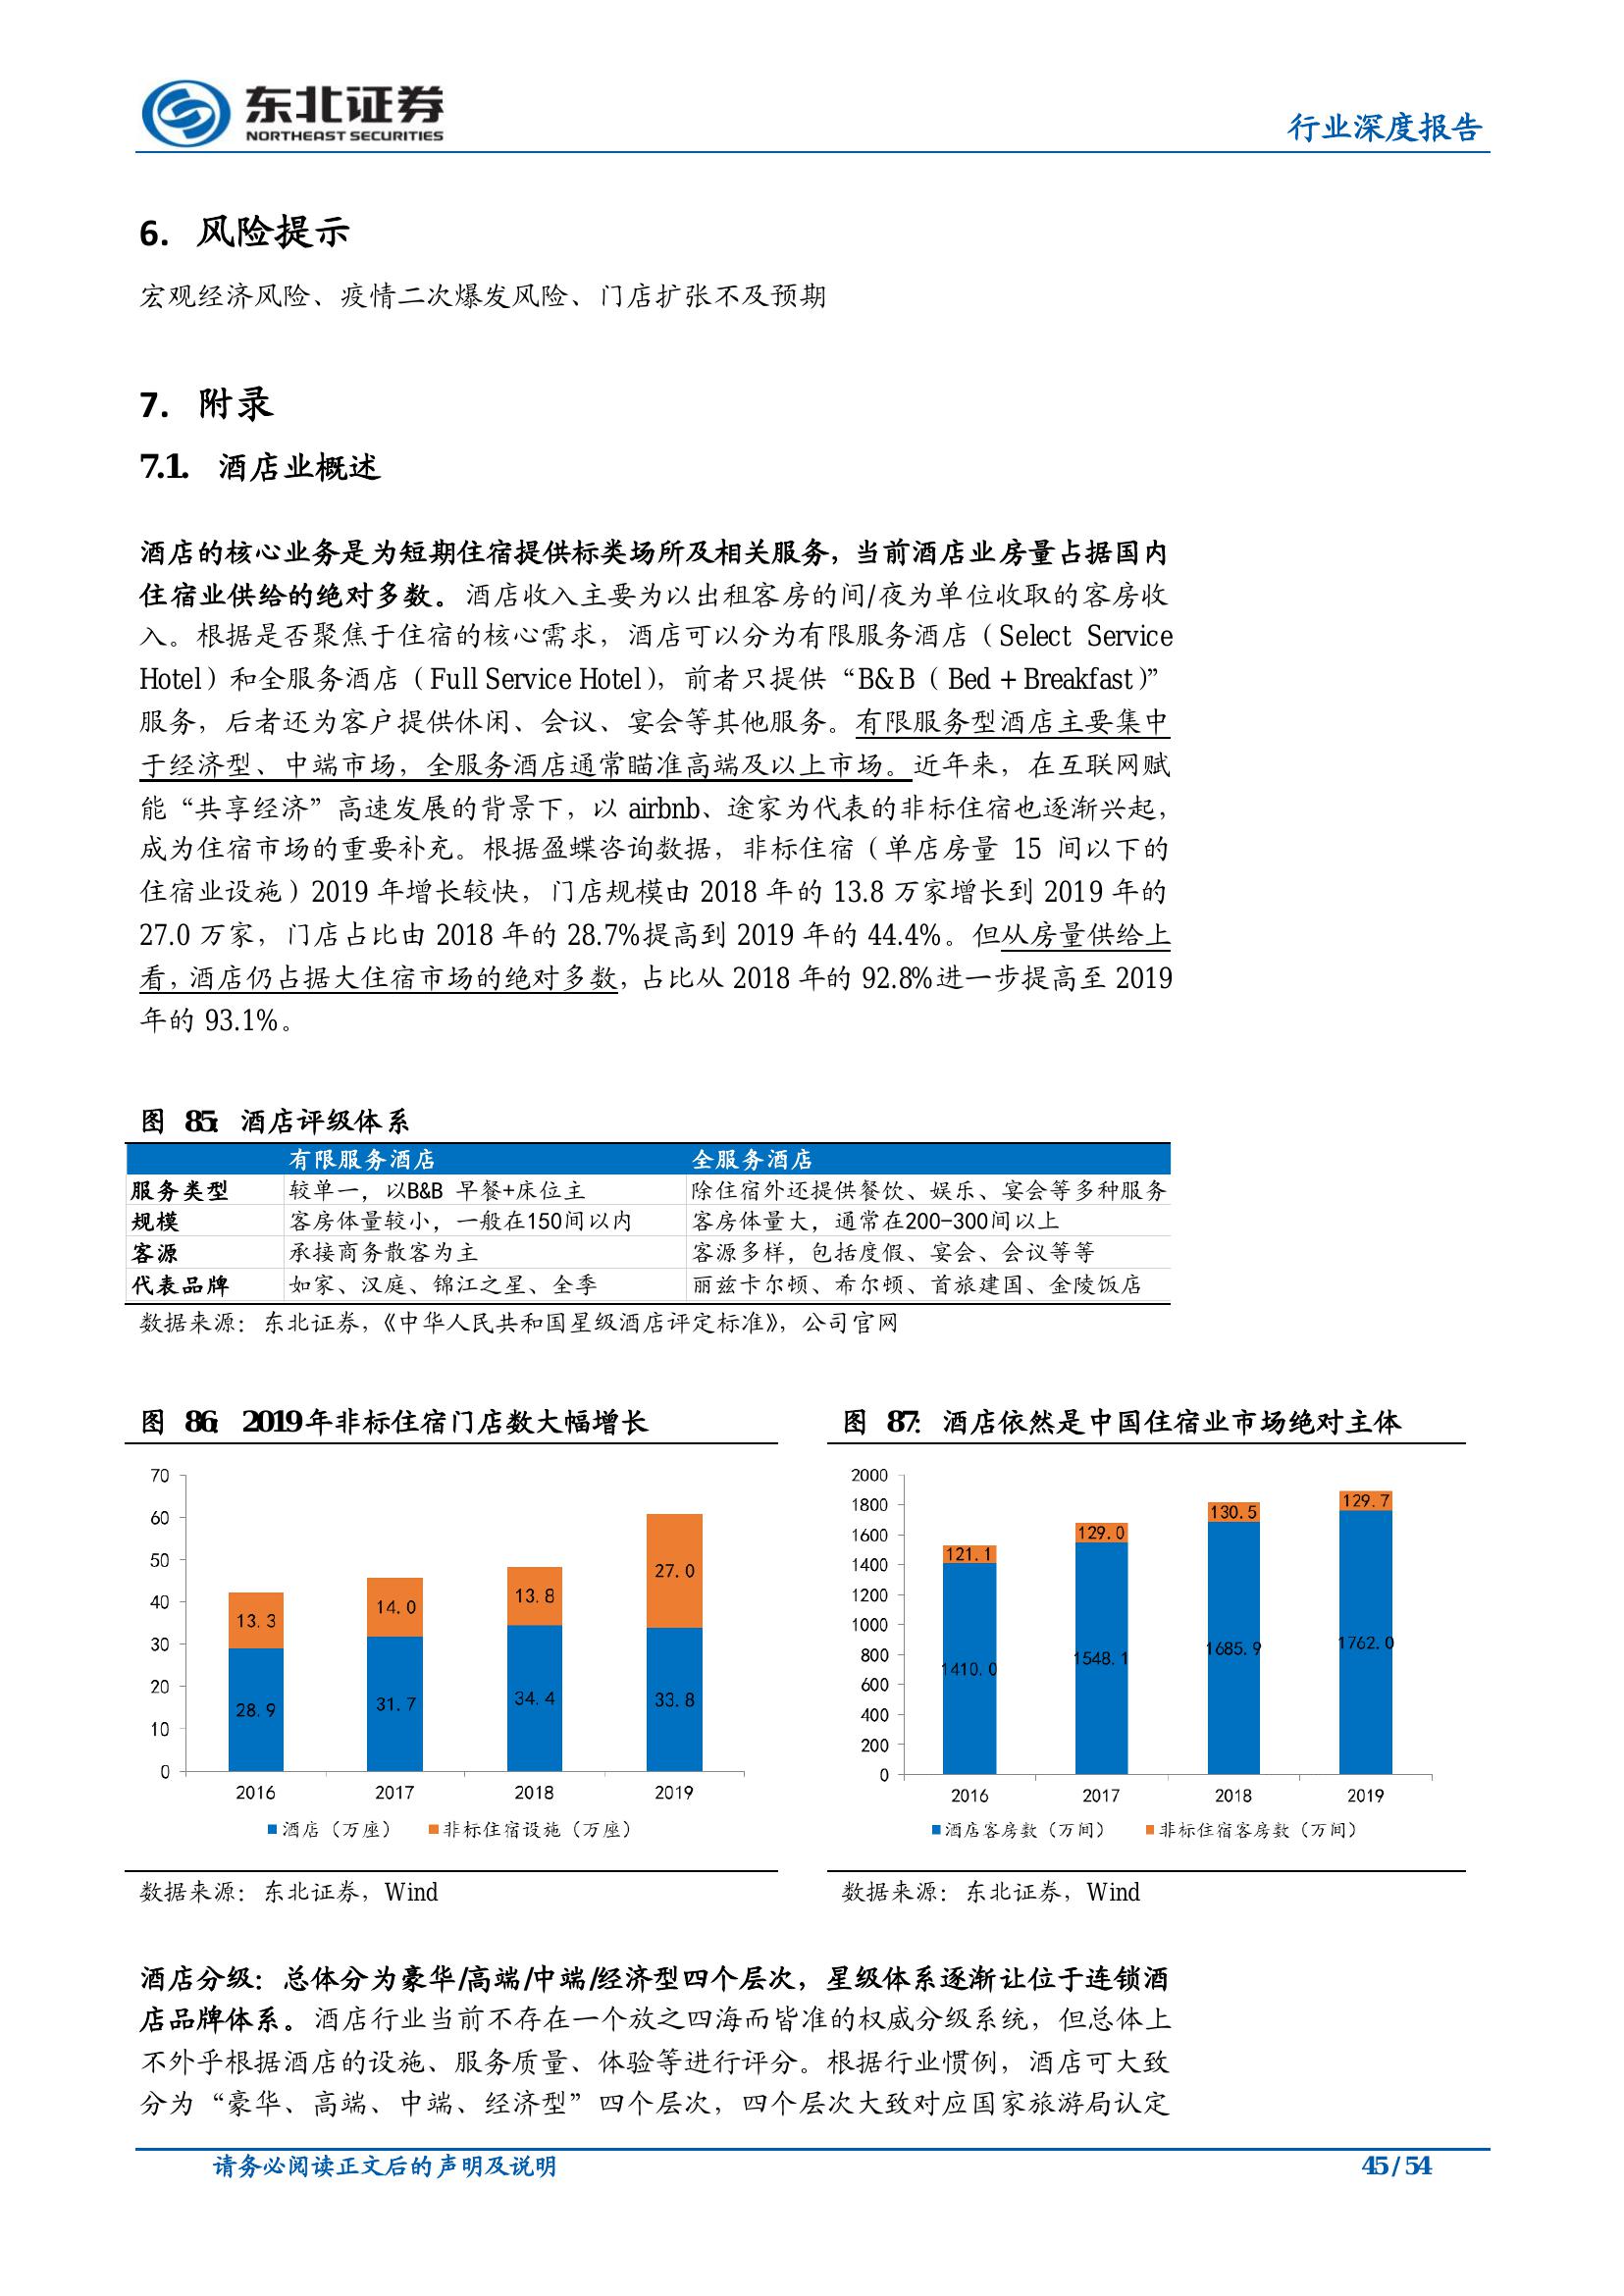 东北证券
NORTHEAST SECURITIES
行业深度报告
6. 风险提示
宏观经济风险、疫情二次爆发风险、门店扩张不及预期
7. 附录
7.1. 酒店业概述
酒店的核心业务是为短期住宿提供标类场所及相关服务，当前酒店业房量占据国内
住宿业供给的绝对多数。酒店收入主要为以出租客房的间/夜为单位收取的客房收
入。根据是否聚焦于住宿的核心需求，酒店可以分为有限服务酒店（Select Service
Hotel）和全服务酒店（Full Service Hotel），前者只提供“B&B（Bed + Breakfast）”
服务，后者还为客户提供休闲、会议、宴会等其他服务。有限服务型酒店主要集中
于经济型、中端市场，全服务酒店通常瞄准高端及以上市场。近年来，在互联网赋
能“共享经济”高速发展的背景下，以 airbnb、途家为代表的非标住宿也逐渐兴起，
成为住宿市场的重要补充。根据盈蝶咨询数据，非标住宿（单店房量 15 间以下的
住宿业设施）2019 年增长较快，门店规模由 2018 年的 13.8 万家增长到 2019 年的
27.0 万家，门店占比由 2018 年的 28.7%提高到 2019 年的 44.4%。但从房量供给上
看，酒店仍占据大住宿市场的绝对多数，占比从 2018 年的 92.8%进一步提高至 2019
年的 93.1%。
图 85：酒店评级体系
有限服务酒店 全服务酒店
服务类型 较单一，以B&B 早餐+床位主 除住宿外还提供餐饮、娱乐、宴会等多种服务
规模 客房体量较小，一般在150间以内 客房体量大，通常在200-300间以上
客源 承接商务散客为主 客源多样，包括度假、宴会、会议等等
代表品牌 如家、汉庭、锦江之星、全季 丽兹卡尔顿、希尔顿、首旅建国、金陵饭店
数据来源：东北证券，《中华人民共和国星级酒店评定标准》，公司官网
图 86：2019年非标住宿门店数大幅增长
70
60
50
40
30
20
10
0
13.3 14.0 13.8 27.0
28.9 31.7 34.4 33.8
2016 2017 2018 2019
酒店（万座） 非标住宿设施（万座）
数据来源：东北证券，Wind
图 87：酒店依然是中国住宿业市场绝对主体
2000
1800
1600
1400
1200
1000
800
600
400
200
0
121.1 129.0 130.5 129.7
1410.0 1548.1 1685.9 1762.0
2016 2017 2018 2019
酒店客房数（万间） 非标住宿客房数（万间）
数据来源：东北证券，Wind
酒店分级：总体分为豪华/高端/中端/经济型四个层次，星级体系逐渐让位于连锁酒
店品牌体系。酒店行业当前不存在一个放之四海而皆准的权威分级系统，但总体上
不外乎根据酒店的设施、服务质量、体验等进行评分。根据行业惯例，酒店可大致
分为“豪华、高端、中端、经济型”四个层次，四个层次大致对应国家旅游局认定
请务必阅读正文后的声明及说明
45 / 54